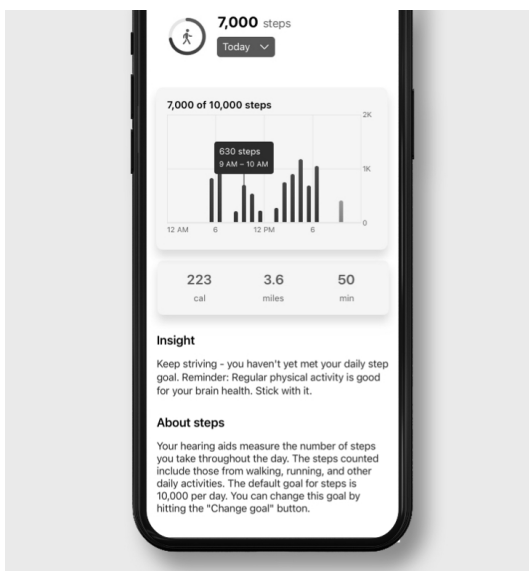 7,000 steps
Today
7,000 of 10,000 steps
2K
630 steps
9 AM – 10 AM
1K
0
12 AM 6 12 PM 6
223 3.6 50
cal miles min
Insight
Keep striving - you haven't yet met your daily step
goal. Reminder: Regular physical activity is good
for your brain health. Stick with it.
About steps
Your hearing aids measure the number of steps
you take throughout the day. The steps counted
include those from walking, running, and other
daily activities. The default goal for steps is
10,000 per day. You can change this goal by
hitting the "Change goal" button.